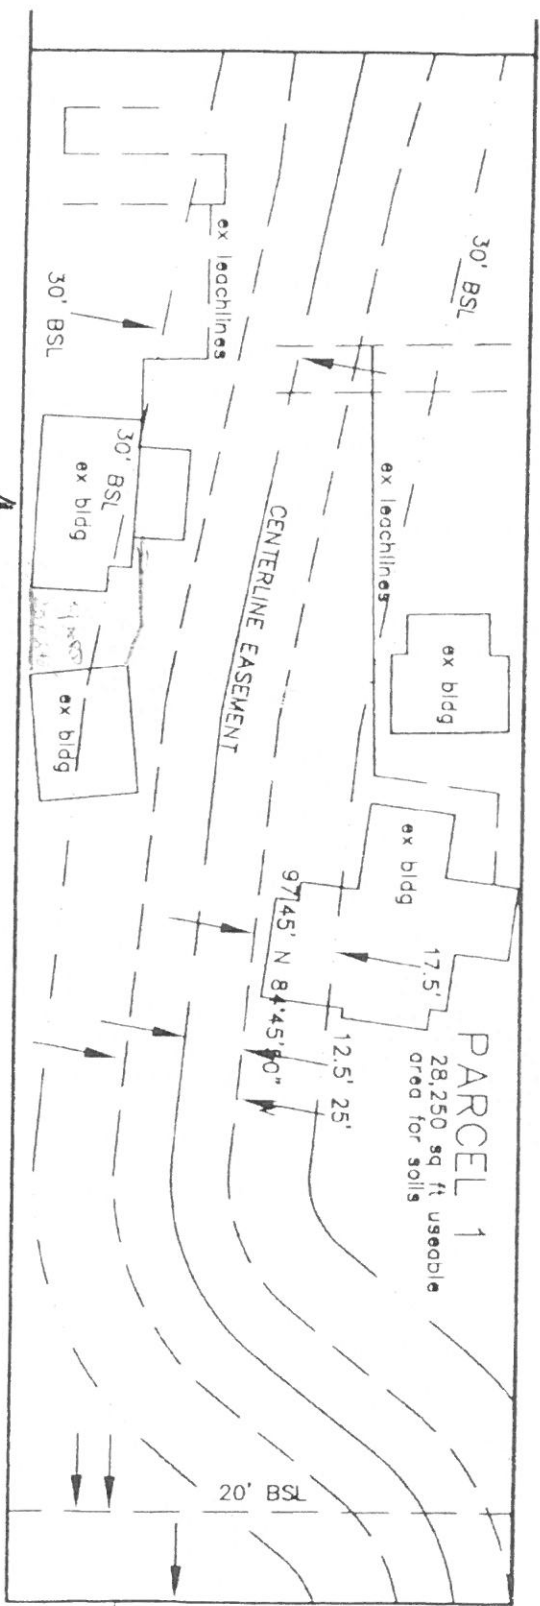 30' BSL
ex leachlines
30' BSL
ex leachlines
30' BSL
ex bldg
CENTERLINE EASEMENT
ex bldg
ex bldg
ex bldg
17.5'
97.45' N 84°45'00"
12.5' 25'
PARCEL 1
28,250 sq ft useable
area for soils
20' BSL